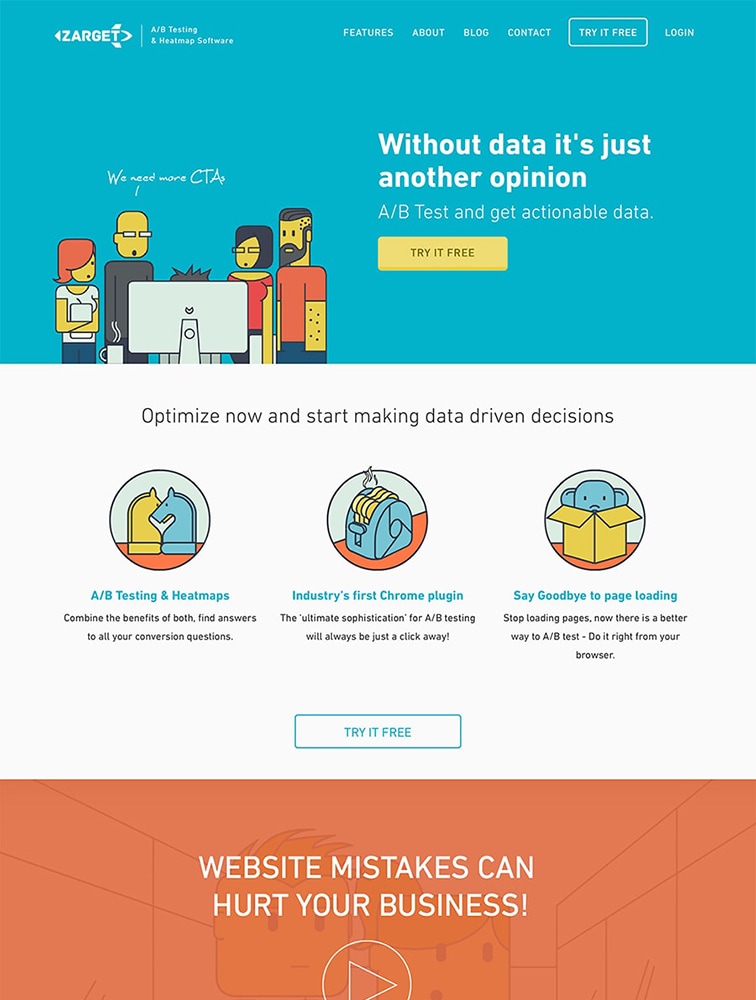 ZARGET
A/B Testing
& Heatmap Software
FEATURES ABOUT BLOG CONTACT TRY IT FREE LOGIN
We need more CTAs
Without data it's just
another opinion
A/B Test and get actionable data.
TRY IT FREE
Optimize now and start making data driven decisions
A/B Testing & Heatmaps
Combine the benefits of both, find answers
to all your conversion questions.
Industry’s first Chrome plugin
The ‘ultimate sophistication’ for A/B testing
will always be just a click away!
Say Goodbye to page loading
Stop loading pages, now there is a better
way to A/B test - Do it right from your
browser.
TRY IT FREE
WEBSITE MISTAKES CAN
HURT YOUR BUSINESS!